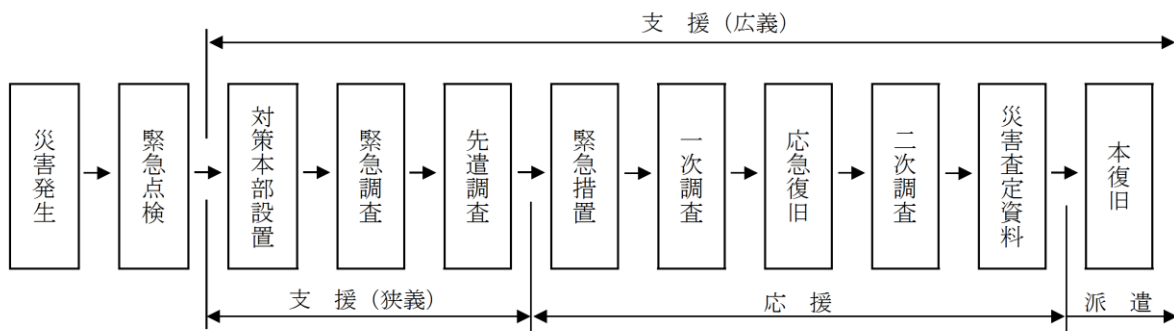 支 援（広義）
災害発生
緊急点検
対策本部設置
緊急調査
先遣調査
緊急措置
一次調査
応急復旧
二次調査
災害査定資料
本復旧
支 援（狭義）
応 援
派 遣